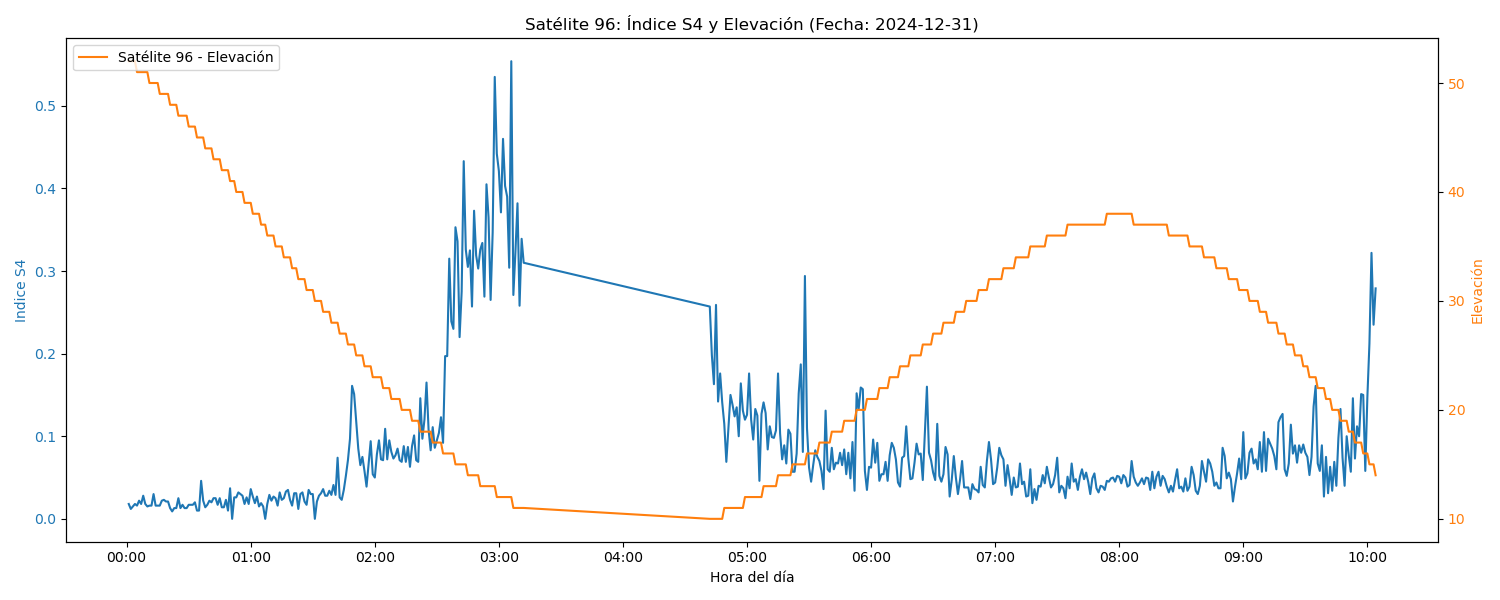 Satélite 96: Índice S4 y Elevación (Fecha: 2024-12-31)
Satélite 96 - Elevación
Indice S4
0.5
0.4
0.3
0.2
0.1
0.0
50
40
30
20
10
Elevación
00:00 01:00 02:00 03:00 04:00 05:00 06:00 07:00 08:00 09:00 10:00
Hora del día